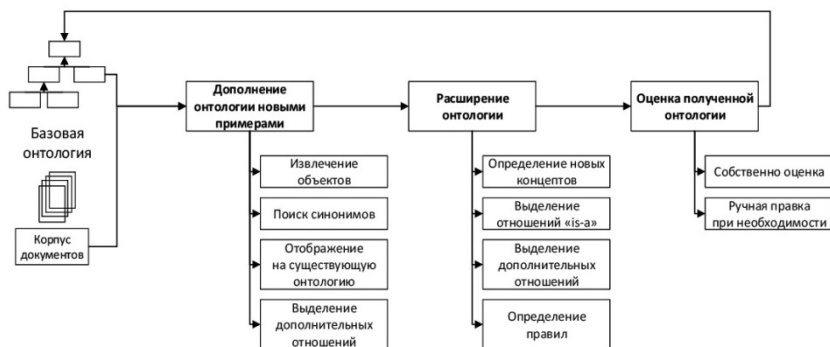 Базовая
онтология
Корпус
документов
Дополнение
онтологии новыми
примерами
Извлечение
объектов
Поиск синонимов
Отображение
на существующую
онтологию
Выделение
дополнительных
отношений
Расширение
онтологии
Определение новых
концептов
Выделение
отношений «is-a»
Выделение
дополнительных
отношений
Определение
правил
Оценка полученной
онтологии
Собственно оценка
Ручная правка
при необходимости